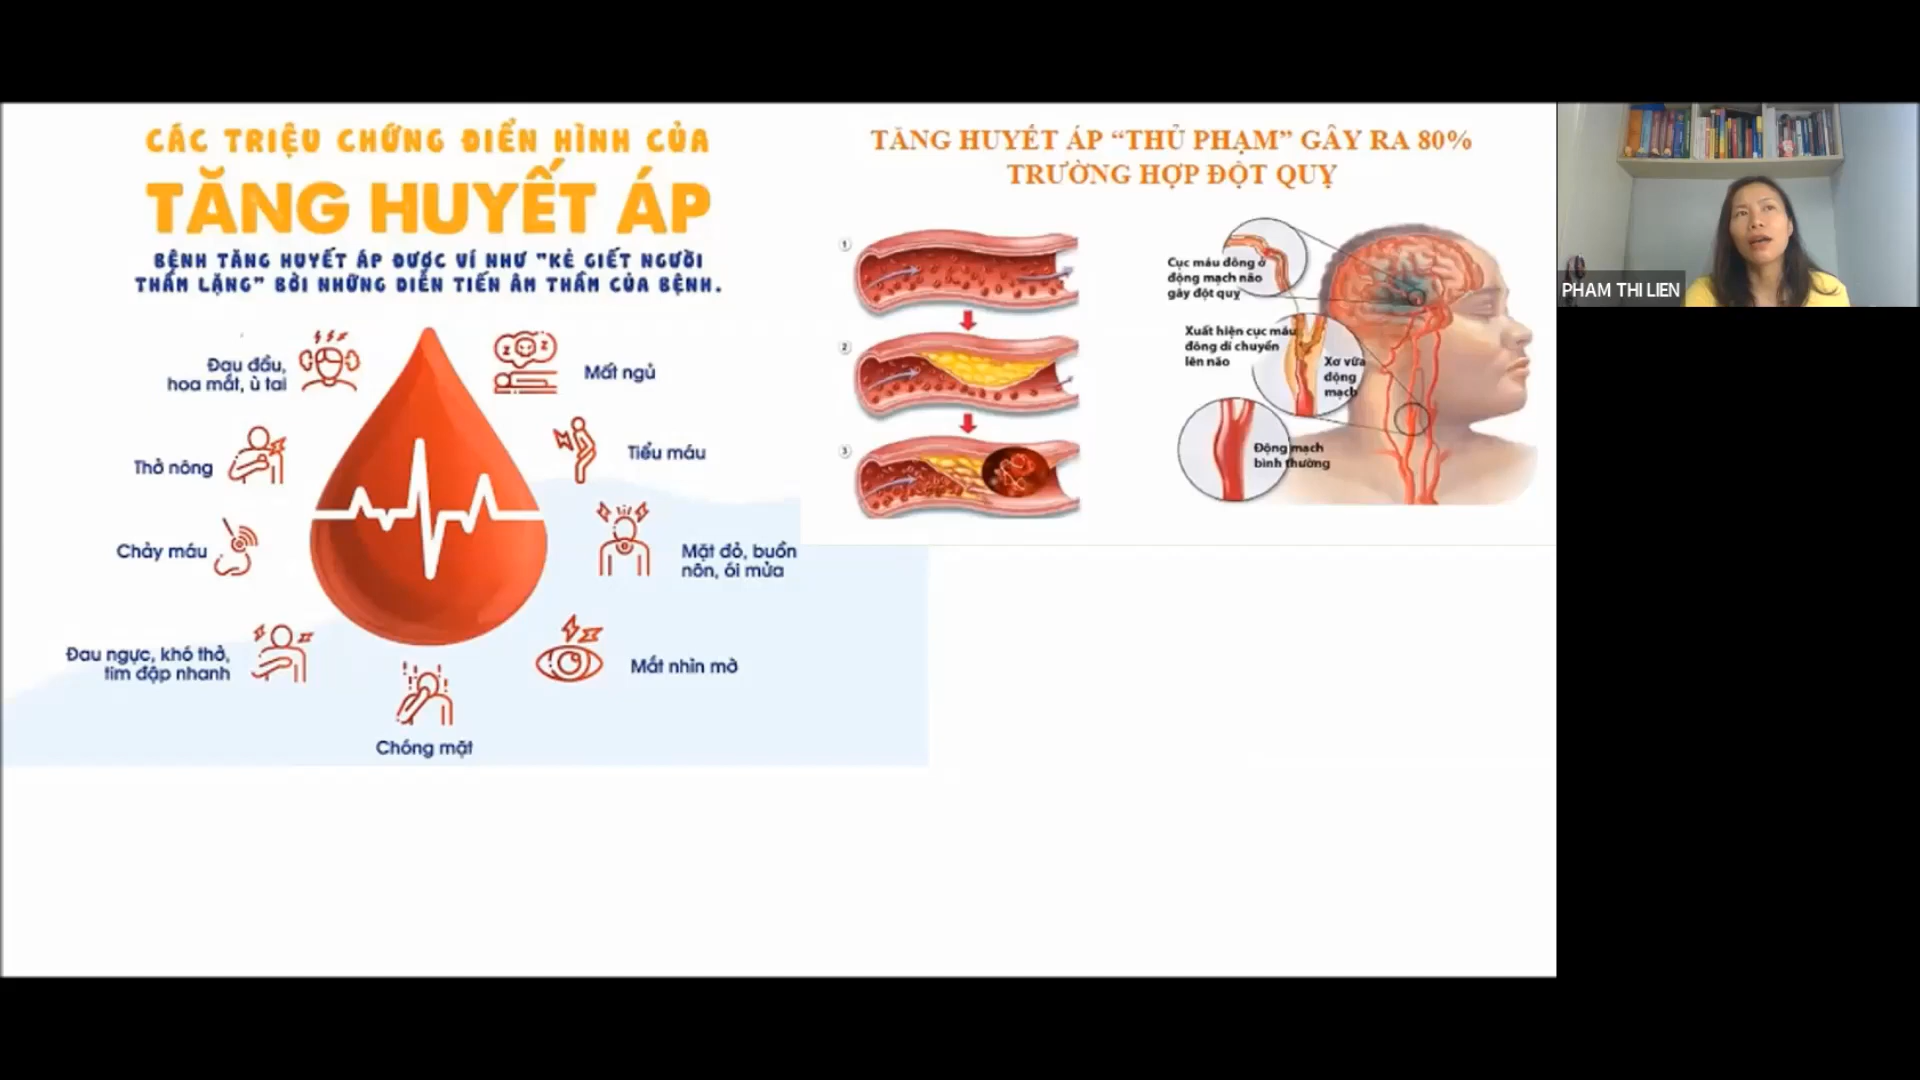 CÁC TRIỆU CHỨNG ĐIỂN HÌNH CỦA
TĂNG HUYẾT ÁP
BỆNH TĂNG HUYẾT ÁP ĐƯỢC VÍ NHƯ "KẺ GIẾT NGƯỜI
THẦM LẶNG" BỞI NHỮNG DIỄN TIẾN ÂM THẦM CỦA BỆNH.
Đau đầu,
hoa mắt, ù tai
Mất ngủ
Thở nông
Tiểu máu
Chảy máu
Mặt đỏ, buồn
nôn, ói mửa
Đau ngực, khó thở,
tim đập nhanh
Mắt nhìn mờ
Chóng mặt
TĂNG HUYẾT ÁP “THỦ PHẠM” GÂY RA 80%
TRƯỜNG HỢP ĐỘT QUỴ
1
2
3
Cục máu đông ở
động mạch não
gây đột quỵ
Xuất hiện cục máu
đông di chuyển
lên não
Xơ vữa
động
mạch
Động mạch
bình thường
PHAM THI LIEN